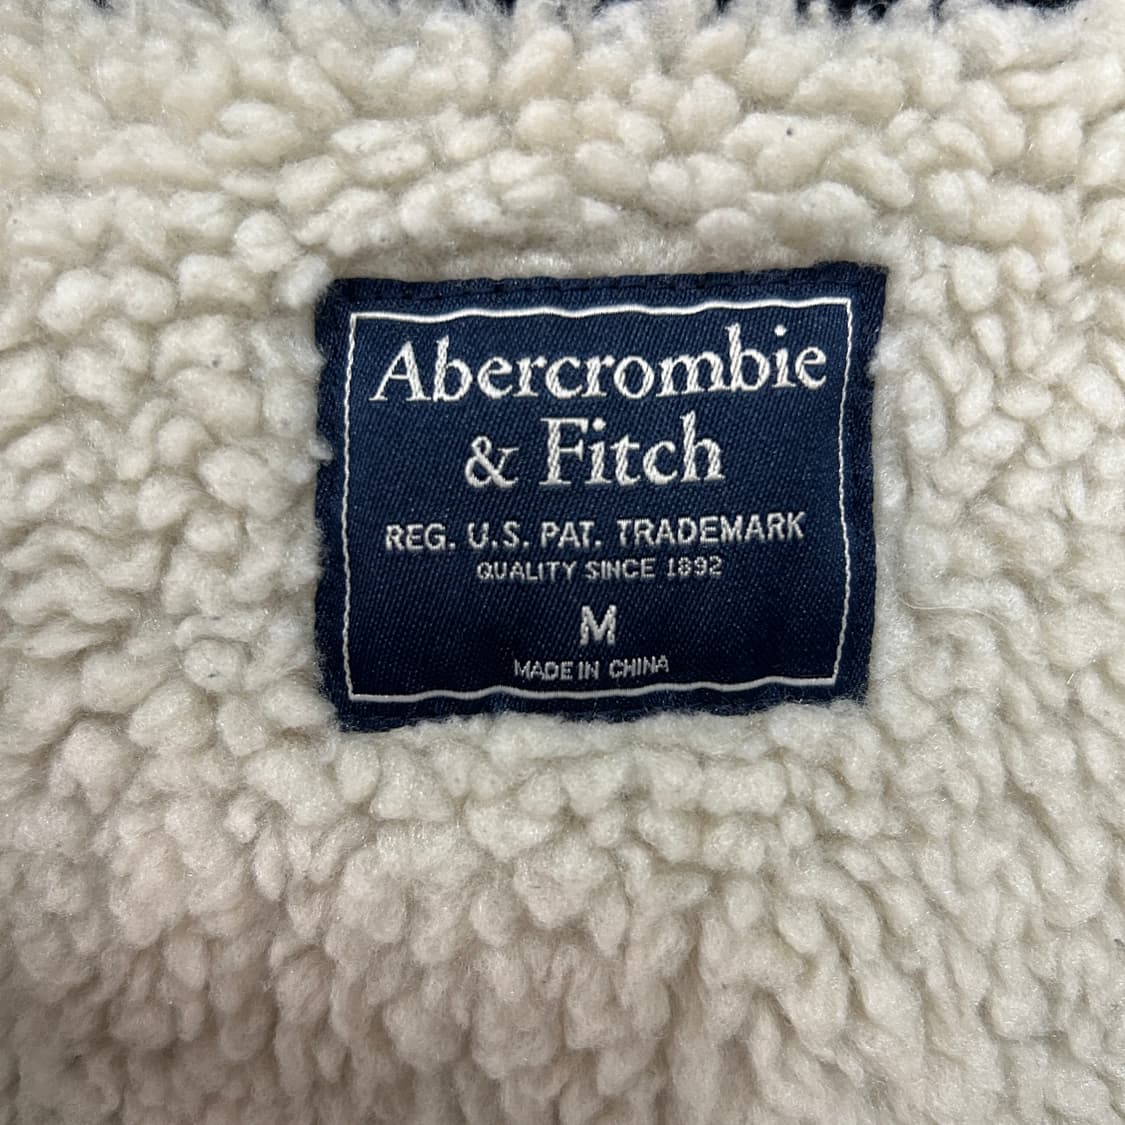 Abercrombie
& Fitch
REG. U.S. PAT. TRADEMARK
QUALITY SINCE 1892
M
MADE IN CHINA